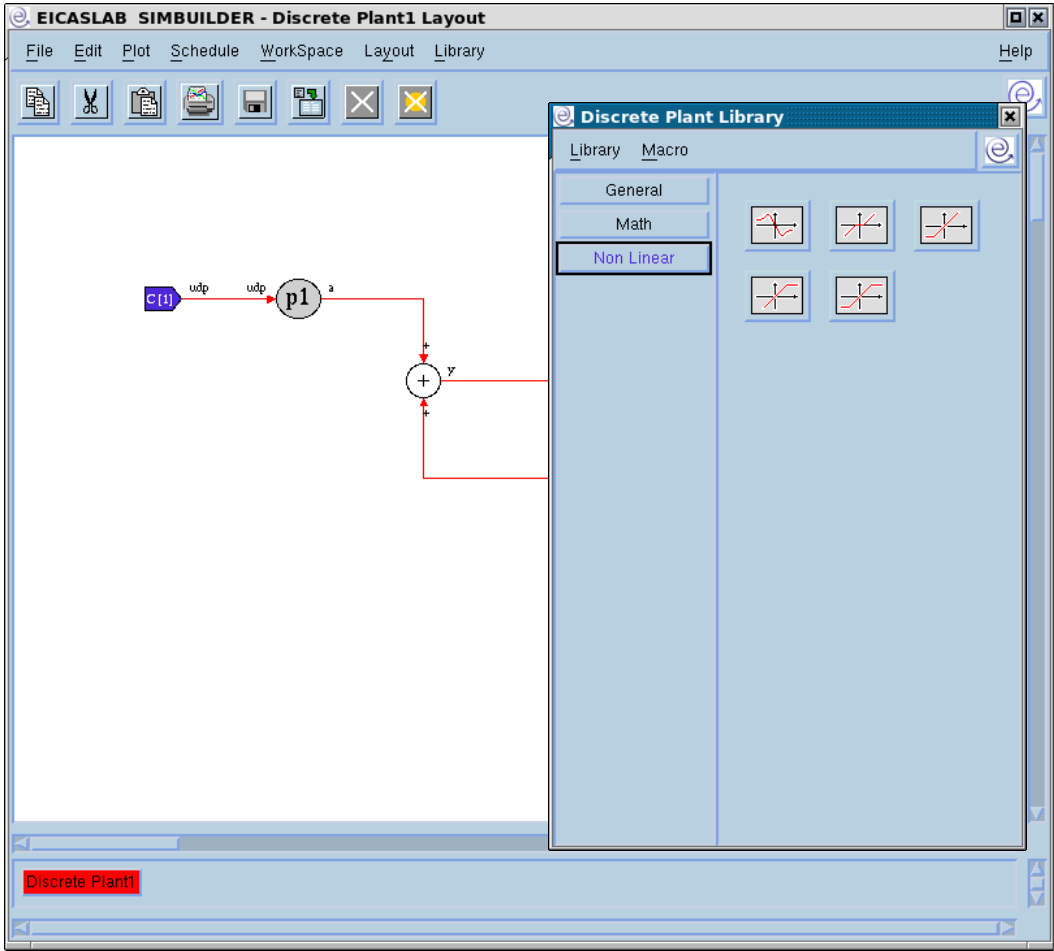 EICASLAB SIMBUILDER - Discrete Plant1 Layout
File Edit Plot Schedule WorkSpace Layout Library Help
Discrete Plant Library
Library Macro
General
Math
Non Linear
C[1] udp udp p1 a
+
+ y
+
Discrete Plant1